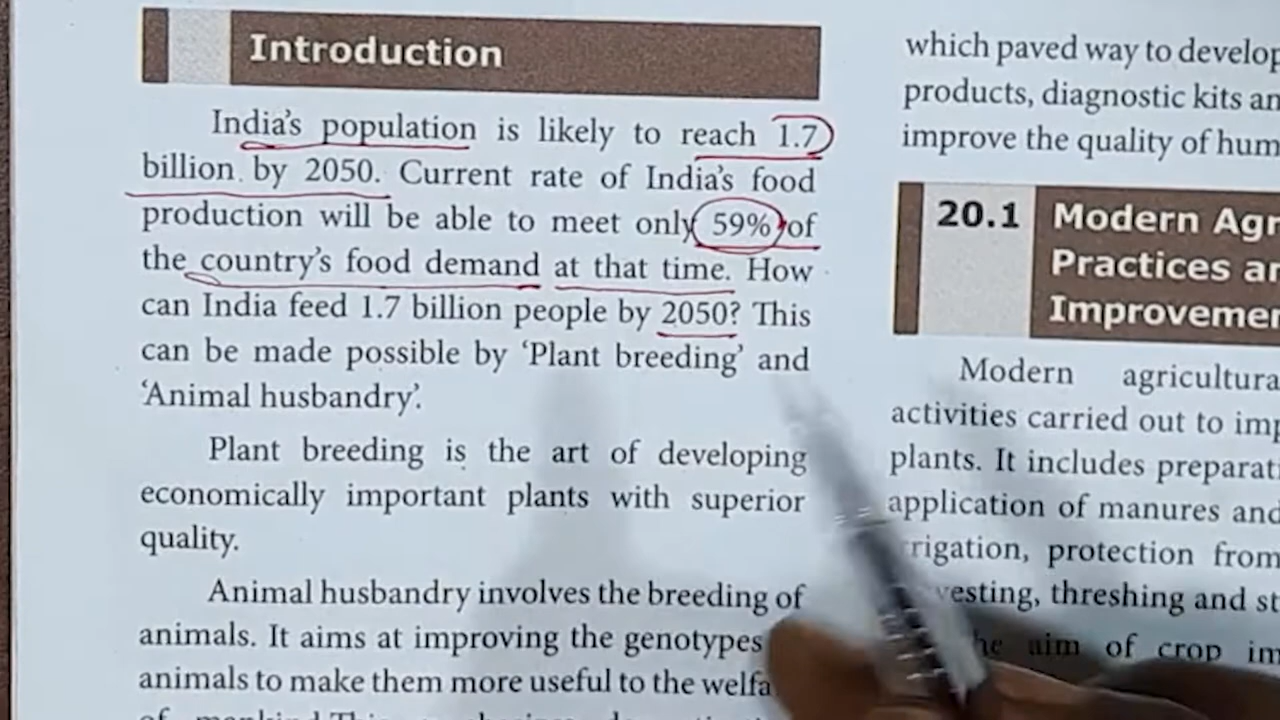 Introduction
India's population is likely to reach 1.7
billion by 2050. Current rate of India's food
production will be able to meet only 59% of
the country's food demand at that time. How
can India feed 1.7 billion people by 2050? This
can be made possible by 'Plant breeding' and
'Animal husbandry'.
Plant breeding is the art of developing
economically important plants with superior
quality.
Animal husbandry involves the breeding of
animals. It aims at improving the genotypes
animals to make them more useful to the welfa
which paved way to develop
products, diagnostic kits an
improve the quality of hum
20.1 Modern Agr
Practices an
Improvemen
Modern agricultura
activities carried out to imp
plants. It includes preparati
application of manures and
rrigation, protection from
vesting, threshing and st
he aim of crop im